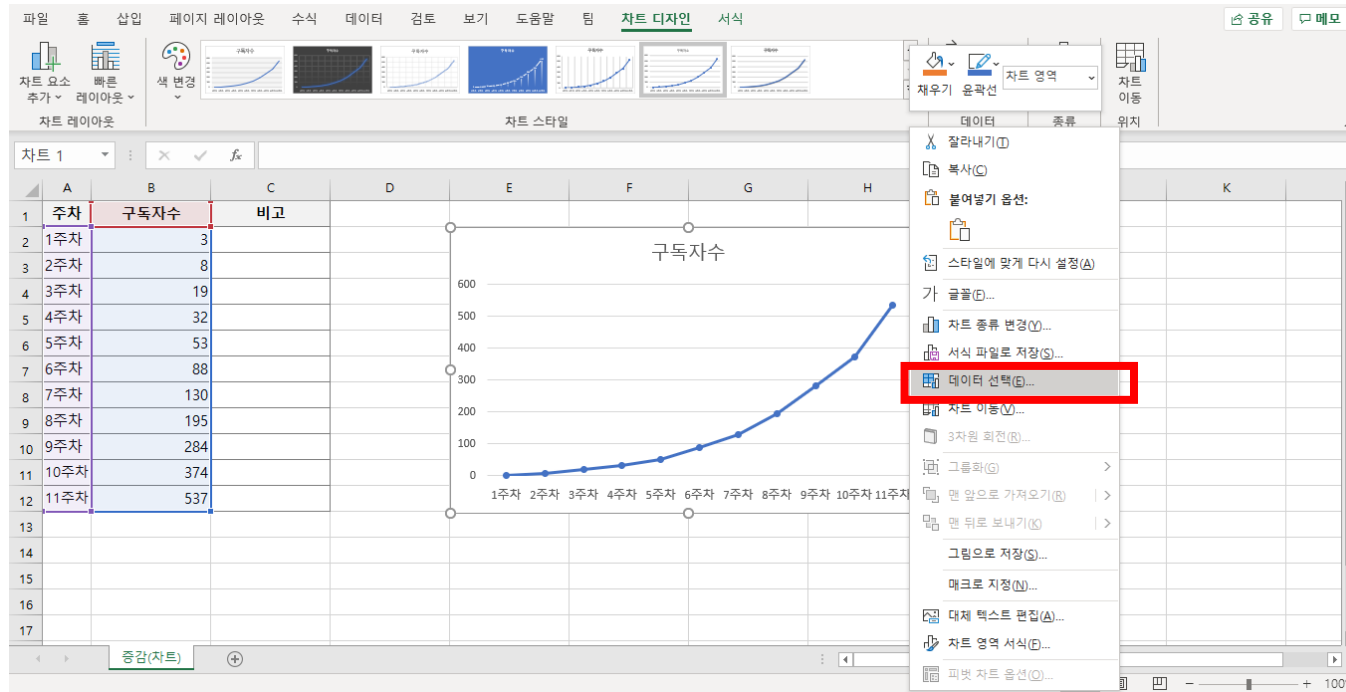 파일 홈 삽입 페이지 레이아웃 수식 데이터 검토 보기 도움말 팀 차트 디자인 서식 공유 메모
차트 요소 추가 빠른 레이아웃 색 변경
차트 레이아웃 차트 스타일 데이터 종류 위치
차트 이동
채우기 윤곽선 차트 영역
차트 1 fx
A B C D E F G H K
1 주차 구독자수 비고
2 1주차 3
3 2주차 8
4 3주차 19
5 4주차 32
6 5주차 53
7 6주차 88
8 7주차 130
9 8주차 195
10 9주차 284
11 10주차 374
12 11주차 537
13
14
15
16
17
구독자수
600
500
400
300
200
100
0
1주차 2주차 3주차 4주차 5주차 6주차 7주차 8주차 9주차 10주차 11주차
잘라내기(T)
복사(C)
붙여넣기 옵션:
스타일에 맞게 다시 설정(A)
가 글꼴(F)...
차트 종류 변경(Y)...
서식 파일로 저장(S)...
데이터 선택(E)...
차트 이동(V)...
3차원 회전(R)...
그룹화(G)
맨 앞으로 가져오기(R)
맨 뒤로 보내기(K)
그림으로 저장(S)...
매크로 지정(N)...
대체 텍스트 편집(A)...
차트 영역 서식(F)...
피벗 차트 옵션(O)...
증감(차트)
100%